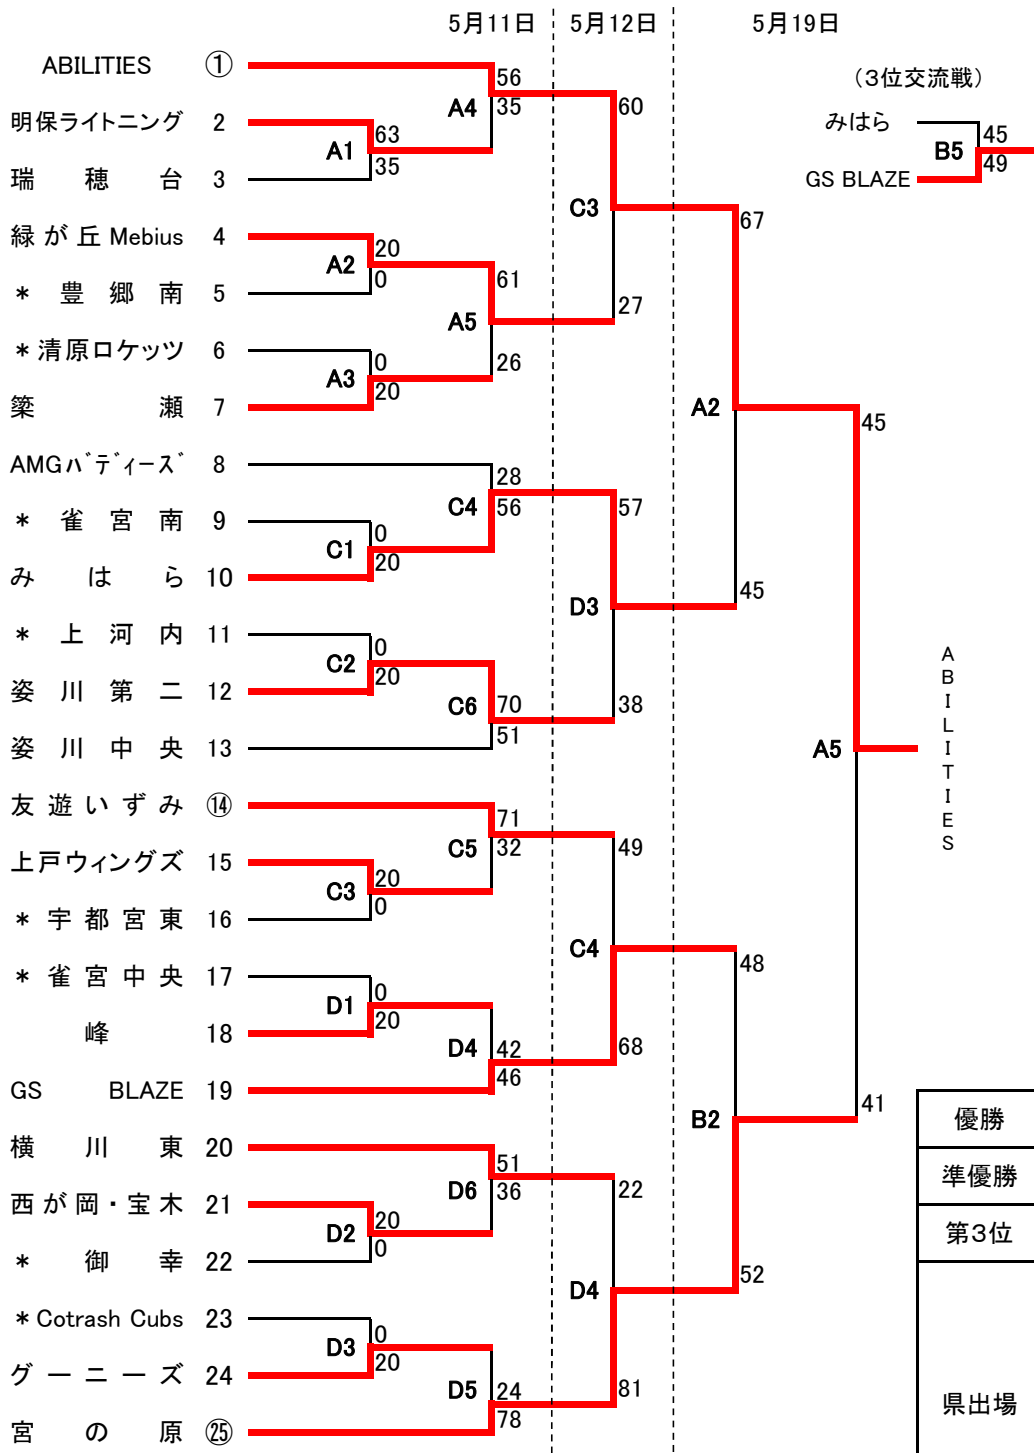 5月11日 5月12日 5月19日
ABILITIES ①
56
35
A4
60
(3位交流戦)
みはら
45
49
B5
GS BLAZE
明保ライトニング 2
63
35
A1
瑞穂台 3
C3
67
緑が丘 Mebius 4
20
0
A2
* 豊郷南 5
61
26
A5
27
* 清原ロケッツ 6
0
20
A3
簗瀬 7
A2
45
AMGバディーズ 8
28
56
C4
57
* 雀宮南 9
0
20
C1
みはら 10
D3
45
* 上河内 11
0
20
C2
姿川第二 12
70
51
C6
38
姿川中央 13
A5
ABILITIES
友遊いずみ ⑭
71
32
C5
49
上戸ウィングズ 15
20
0
C3
* 宇都宮東 16
C4
48
* 雀宮中央 17
0
20
D1
峰 18
42
46
D4
68
GS BLAZE 19
B2
41
優勝
横川東 20
51
36
D6
22
準優勝
西が岡・宝木 21
20
0
D2
第3位
* 御幸 22
D4
52
* Cotrash Cubs 23
0
20
D3
グーニーズ 24
24
78
D5
81
県出場
宮の原 ㉕